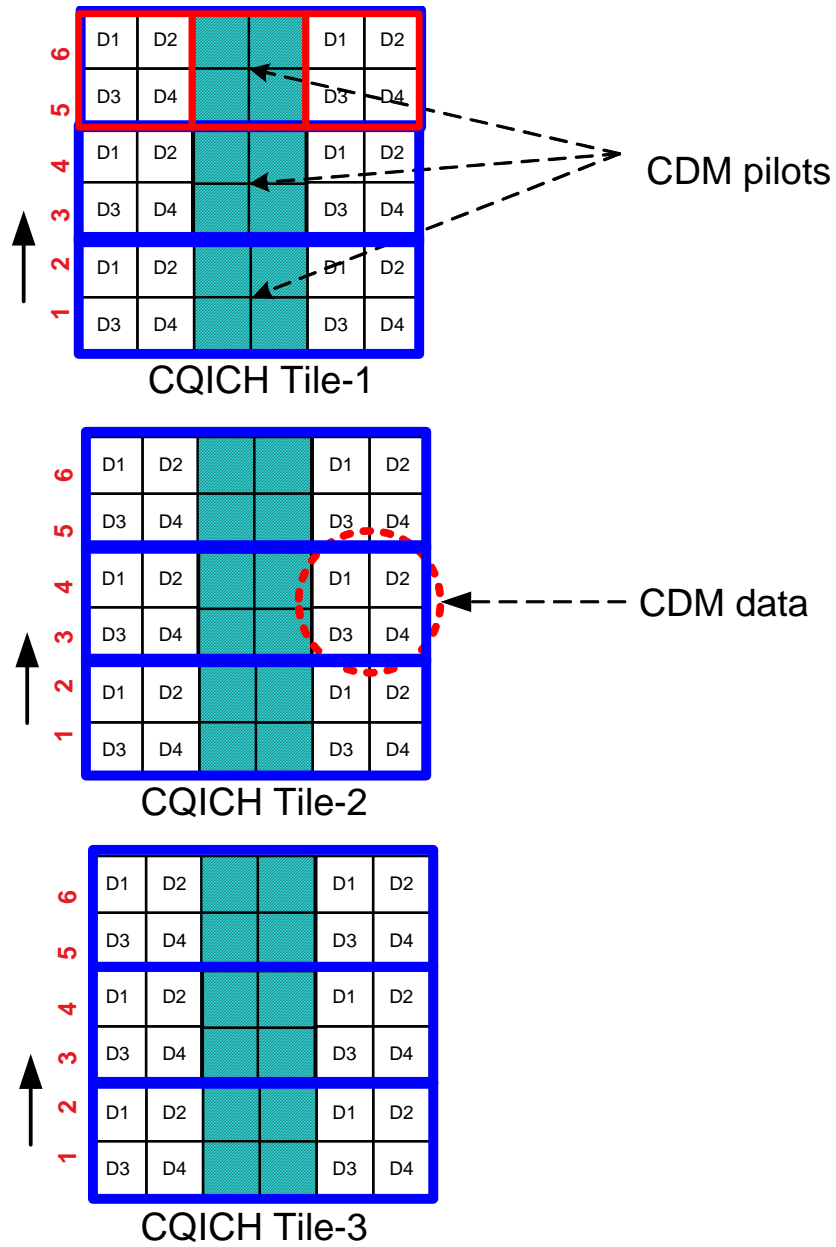 6 D1 D2 D1 D2
5 D3 D4 D3 D4
4 D1 D2 D1 D2
3 D3 D4 D3 D4
2 D1 D2 D1 D2
1 D3 D4 D3 D4
CDM pilots
CQICH Tile-1
6 D1 D2 D1 D2
5 D3 D4 D3 D4
4 D1 D2 D1 D2
3 D3 D4 D3 D4
2 D1 D2 D1 D2
1 D3 D4 D3 D4
CDM data
CQICH Tile-2
6 D1 D2 D1 D2
5 D3 D4 D3 D4
4 D1 D2 D1 D2
3 D3 D4 D3 D4
2 D1 D2 D1 D2
1 D3 D4 D3 D4
CQICH Tile-3